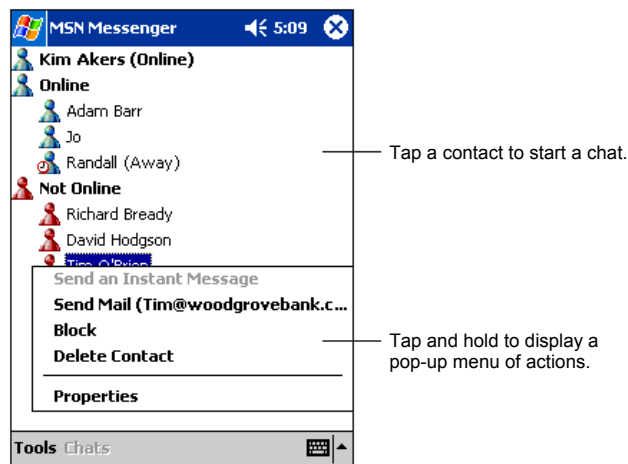 MSN Messenger 5:09
Kim Akers (Online)
Online
Adam Barr
Jo
Randall (Away)
Not Online
Richard Bready
David Hodgson
Tim O'Brien
Send an Instant Message
Send Mail (Tim@woodgrovebank.c...
Block
Delete Contact
Properties
Tools Chats
Tap a contact to start a chat.
Tap and hold to display a
pop-up menu of actions.